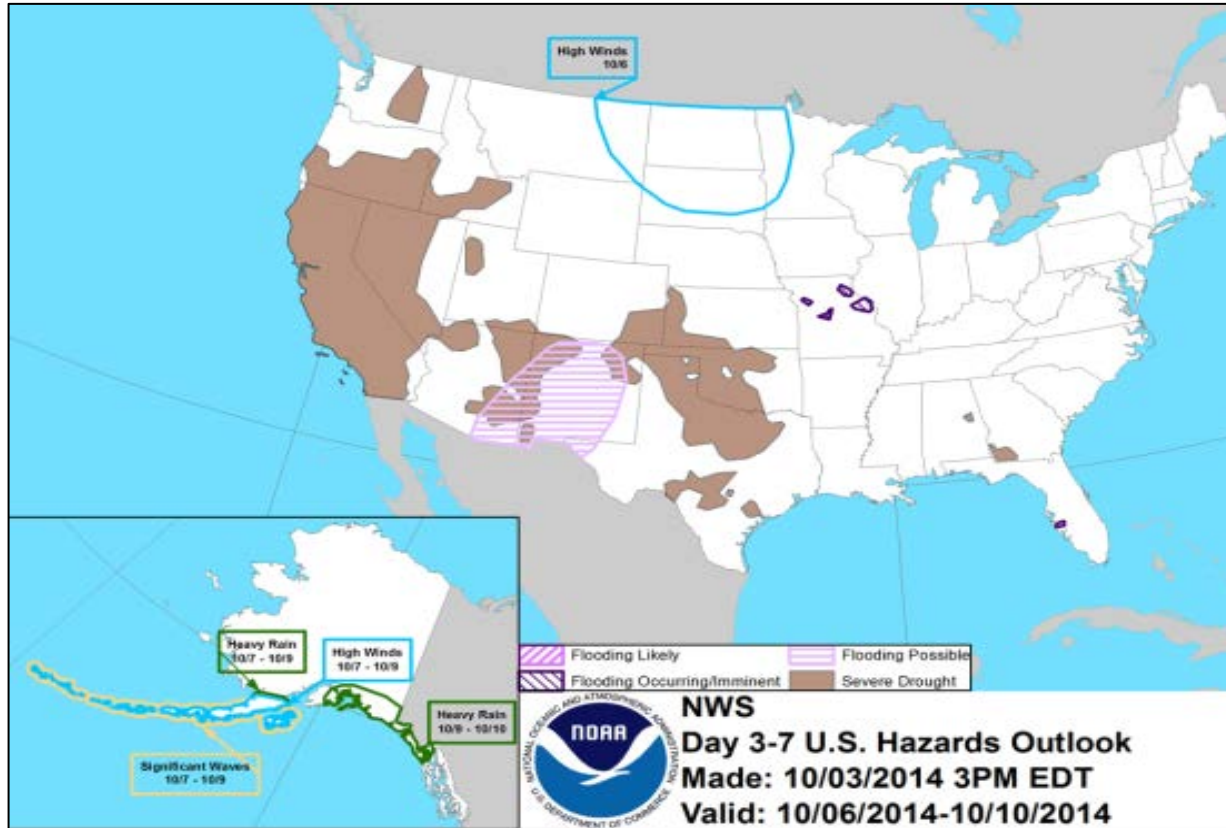 High Winds
10/6
Heavy Rain
10/7 - 10/9
High Winds
10/7 - 10/9
Heavy Rain
10/9 - 10/10
Significant Waves
10/7 - 10/9
Flooding Likely
Flooding Possible
Flooding Occurring/Imminent
Severe Drought
NATIONAL OCEANIC AND ATMOSPHERIC ADMINISTRATION
NOAA
U.S. DEPARTMENT OF COMMERCE
NWS
Day 3-7 U.S. Hazards Outlook
Made: 10/03/2014 3PM EDT
Valid: 10/06/2014-10/10/2014